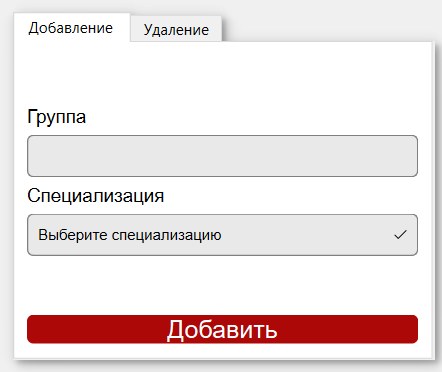 Добавление
Удаление
Группа
Специализация
Выберите специализацию
Добавить